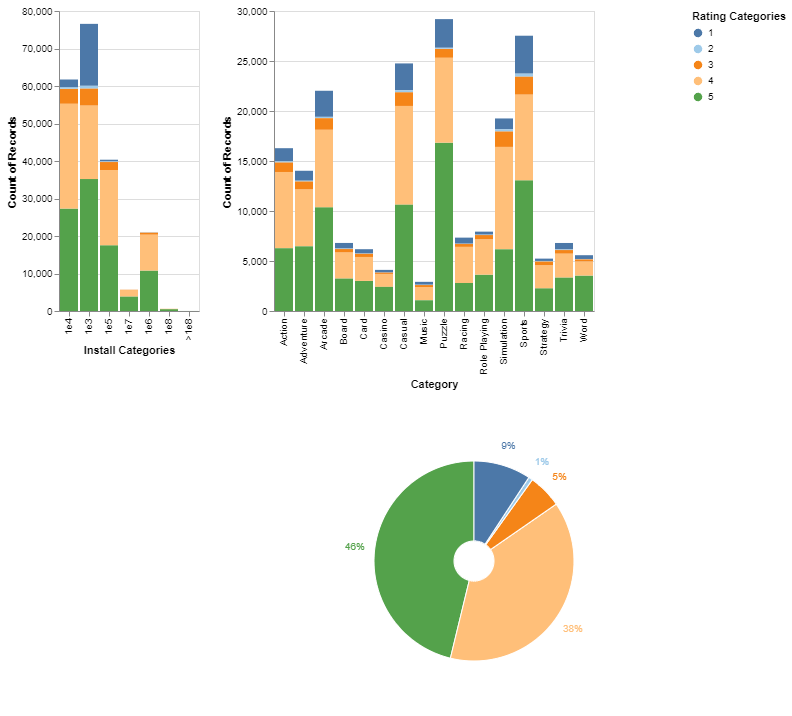 80,000
70,000
60,000
50,000
40,000
30,000
20,000
10,000
0
Count of Records
1e4
1e3
1e5
1e7
1e6
1e8
>1e8
Install Categories
30,000
25,000
20,000
15,000
10,000
5,000
0
Count of Records
Action
Adventure
Arcade
Board
Card
Casino
Casual
Music
Puzzle
Racing
Role Playing
Simulation
Sports
Strategy
Trivia
Word
Category
Rating Categories
1
2
3
4
5
9%
1%
5%
46%
38%